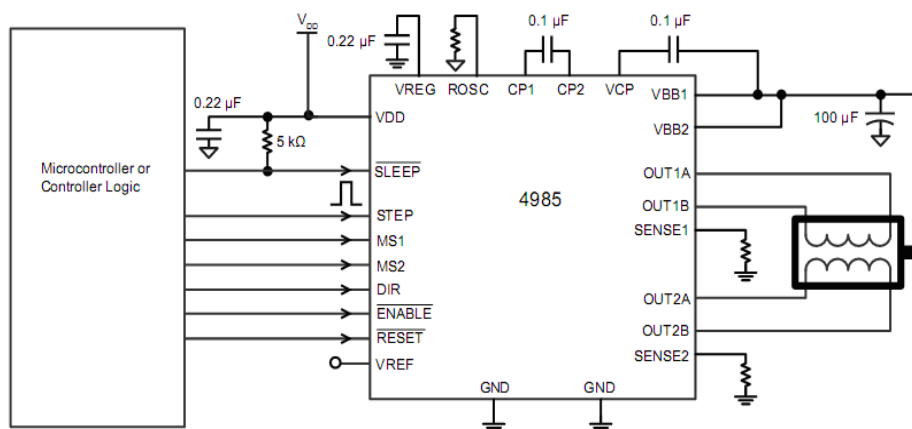 V_DD
0.22 µF
0.1 µF
0.1 µF
VREG ROSC CP1 CP2 VCP
VBB1
0.22 µF
VDD
100 µF
VBB2
5 kΩ
Microcontroller or
Controller Logic
SLEEP
OUT1A
4985
OUT1B
STEP
SENSE1
MS1
MS2
DIR
OUT2A
ENABLE
OUT2B
RESET
SENSE2
VREF
GND GND